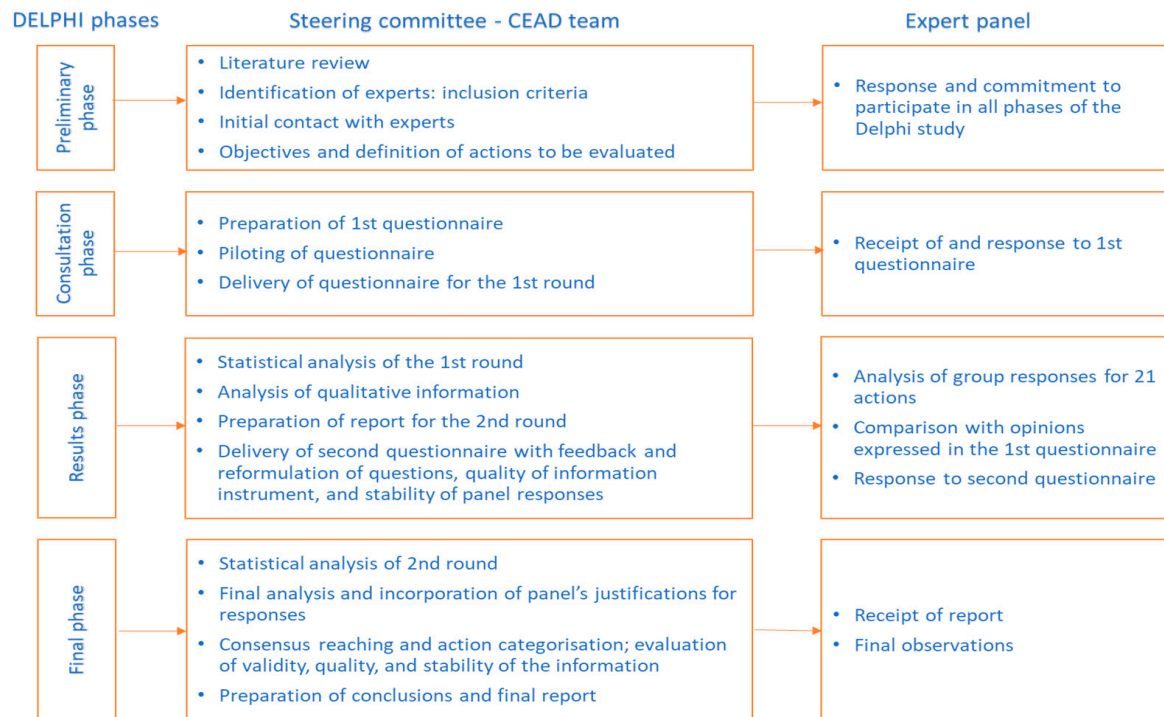 DELPHI phases
Steering committee - CEAD team
Expert panel
Preliminary
phase
• Literature review
• Identification of experts: inclusion criteria
• Initial contact with experts
• Objectives and definition of actions to be evaluated
• Response and commitment to
participate in all phases of the
Delphi study
Consultation
phase
• Preparation of 1st questionnaire
• Piloting of questionnaire
• Delivery of questionnaire for the 1st round
• Receipt of and response to 1st
questionnaire
Results phase
• Statistical analysis of the 1st round
• Analysis of qualitative information
• Preparation of report for the 2nd round
• Delivery of second questionnaire with feedback and
reformulation of questions, quality of information
instrument, and stability of panel responses
• Analysis of group responses for 21
actions
• Comparison with opinions
expressed in the 1st questionnaire
• Response to second questionnaire
Final phase
• Statistical analysis of 2nd round
• Final analysis and incorporation of panel's justifications for
responses
• Consensus reaching and action categorisation; evaluation
of validity, quality, and stability of the information
• Preparation of conclusions and final report
• Receipt of report
• Final observations